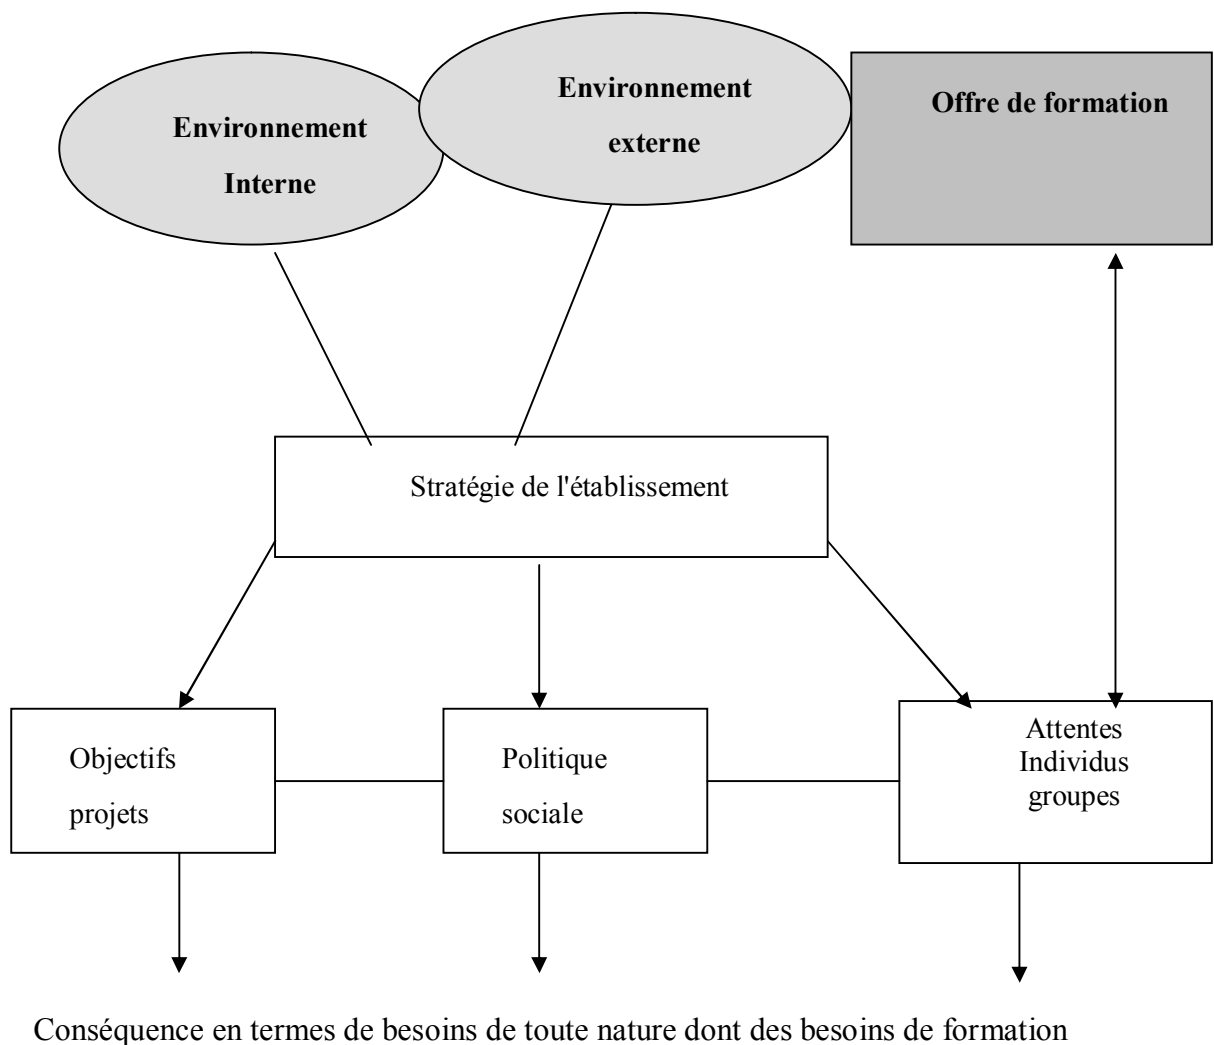 Environnement
Interne
Environnement
externe
Offre de formation
Stratégie de l'établissement
Objectifs
projets
Politique
sociale
Attentes
Individus
groupes
Conséquence en termes de besoins de toute nature dont des besoins de formation